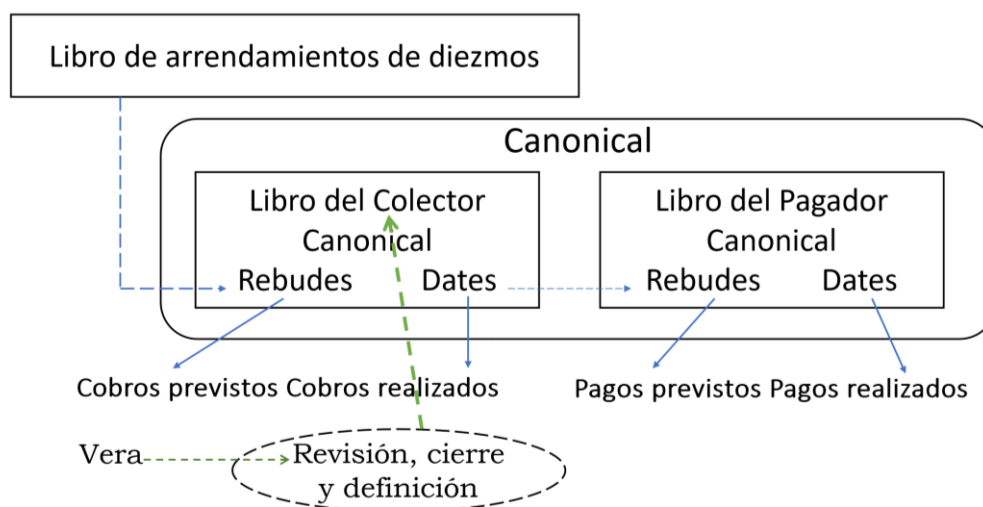 Libro de arrendamientos de diezmos
Canonical
Libro del Colector
Canonical
Rebudes Dates
Libro del Pagador
Canonical
Rebudes Dates
Cobros previstos Cobros realizados
Pagos previstos Pagos realizados
Vera
Revisión, cierre
y definición